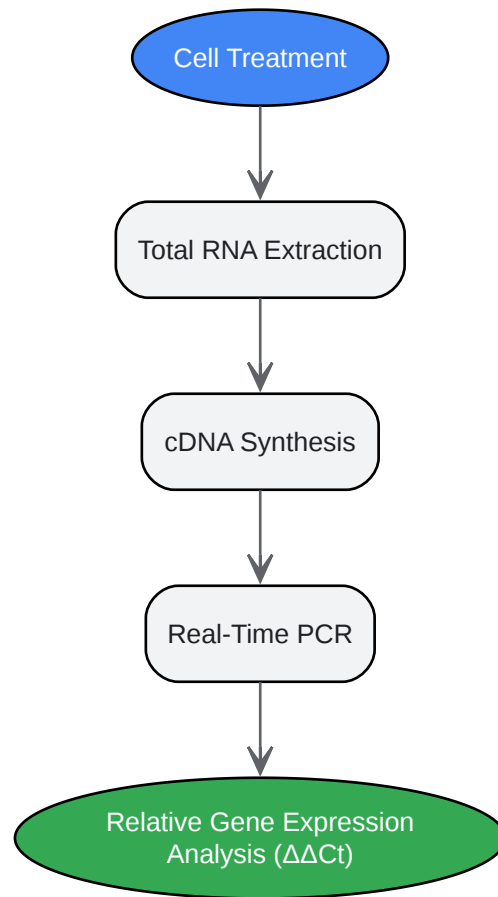 Cell Treatment
Total RNA Extraction
cDNA Synthesis
Real-Time PCR
Relative Gene Expression
Analysis (ΔΔCt)